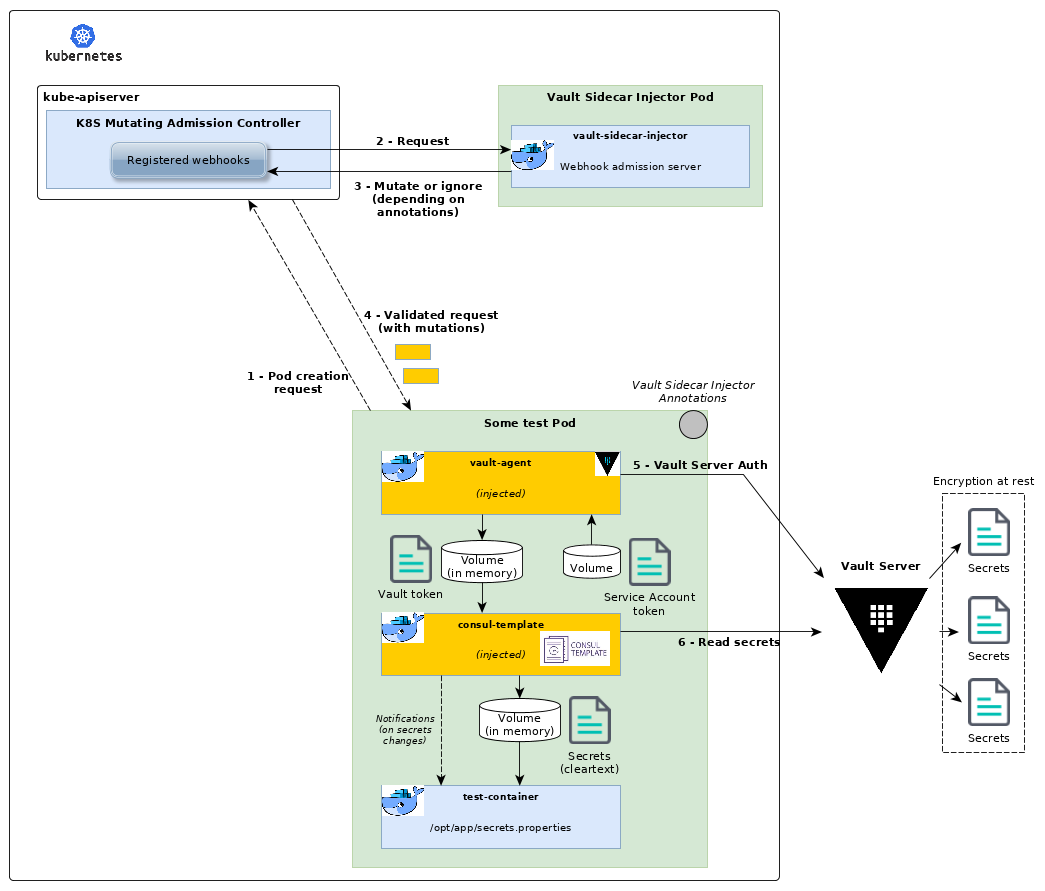 kubernetes
kube-apiserver
K8S Mutating Admission Controller
Registered webhooks
2 - Request
3 - Mutate or ignore
(depending on
annotations)
Vault Sidecar Injector Pod
vault-sidecar-injector
Webhook admission server
4 - Validated request
(with mutations)
1 - Pod creation
request
Vault Sidecar Injector
Annotations
Some test Pod
vault-agent
(injected)
5 - Vault Server Auth
Volume
(in memory)
Vault token
Volume
Service Account
token
consul-template
(injected)
CONSUL
TEMPLATE
6 - Read secrets
Notifications
(on secrets
changes)
Volume
(in memory)
Secrets
(cleartext)
test-container
/opt/app/secrets.properties
Vault Server
Encryption at rest
Secrets
Secrets
Secrets